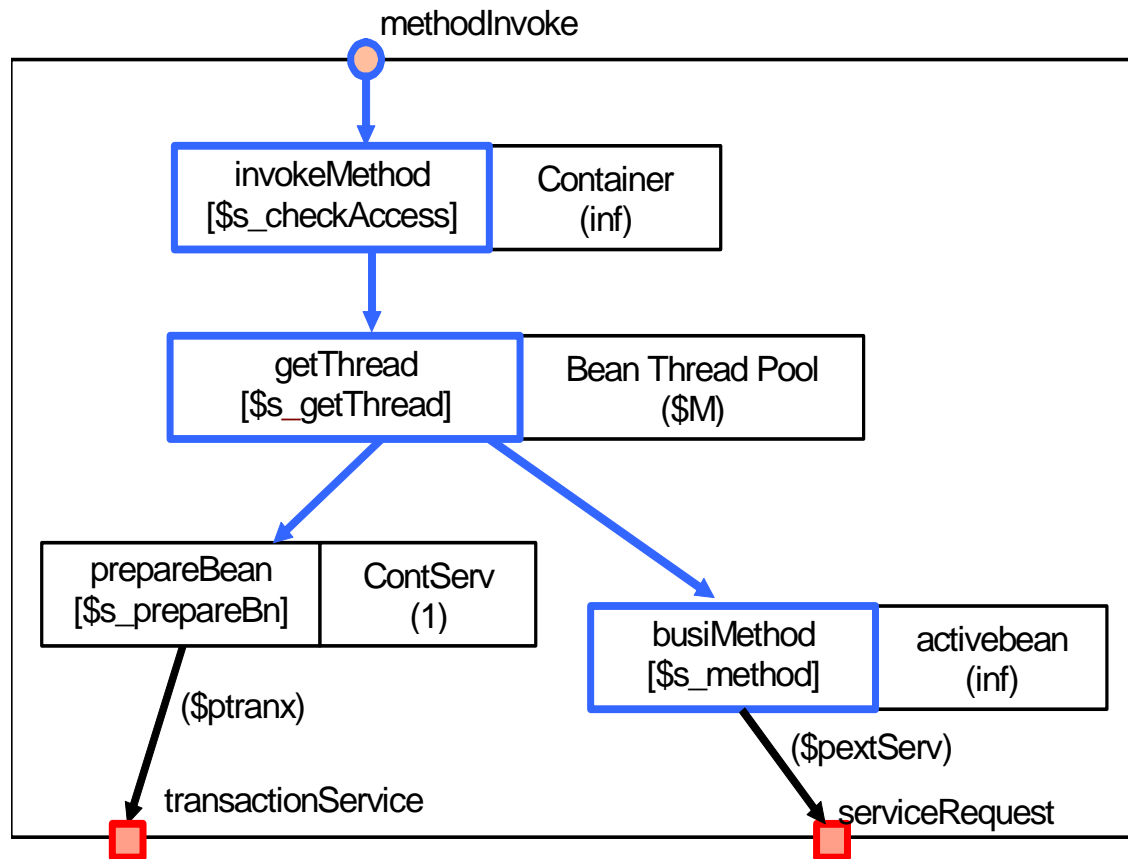 methodInvoke
invokeMethod
[$s_checkAccess]
Container
(inf)
getThread
[$s_getThread]
Bean Thread Pool
($M)
prepareBean
[$s_prepareBn]
ContServ
(1)
busiMethod
[$s_method]
activebean
(inf)
($ptranx)
($pextServ)
transactionService
serviceRequest